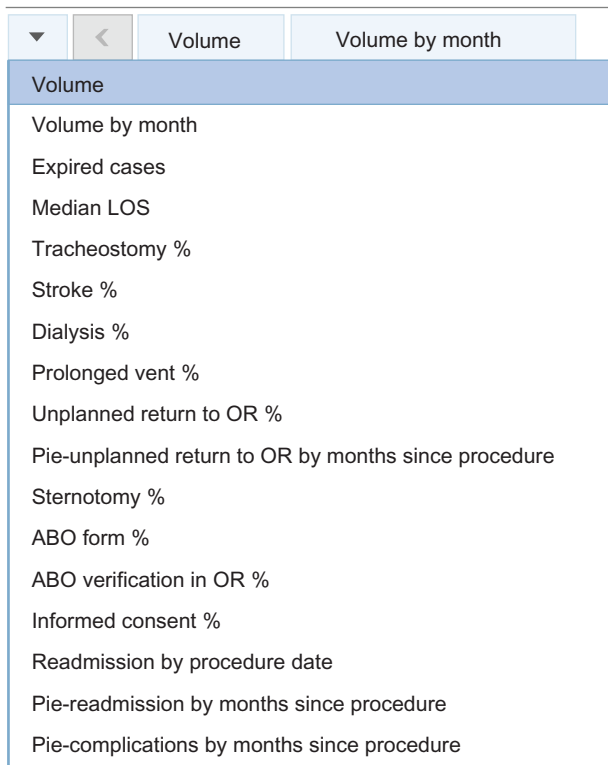 Volume Volume by month
Volume
Volume by month
Expired cases
Median LOS
Tracheostomy %
Stroke %
Dialysis %
Prolonged vent %
Unplanned return to OR %
Pie-unplanned return to OR by months since procedure
Sternotomy %
ABO form %
ABO verification in OR %
Informed consent %
Readmission by procedure date
Pie-readmission by months since procedure
Pie-complications by months since procedure